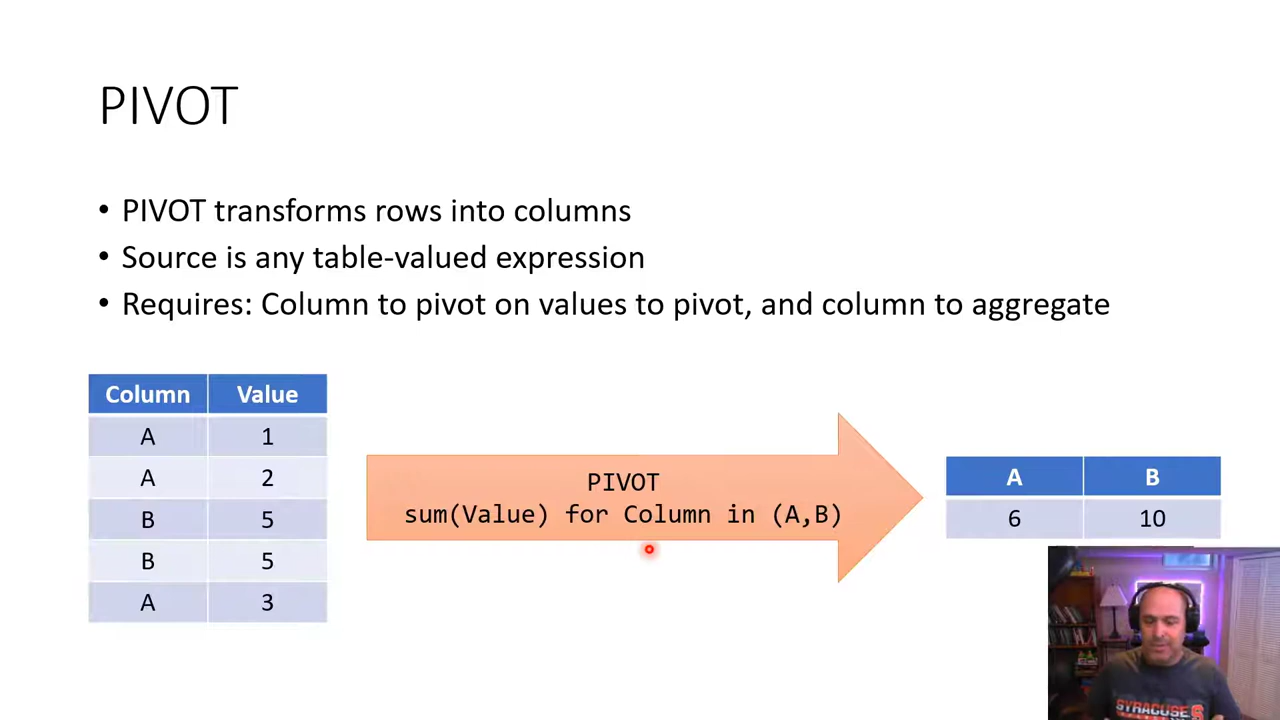 PIVOT
• PIVOT transforms rows into columns
• Source is any table-valued expression
• Requires: Column to pivot on values to pivot, and column to aggregate
Column Value
A 1
A 2
B 5
B 5
A 3
PIVOT
sum(Value) for Column in (A,B)
A B
6 10
SYRACUSE